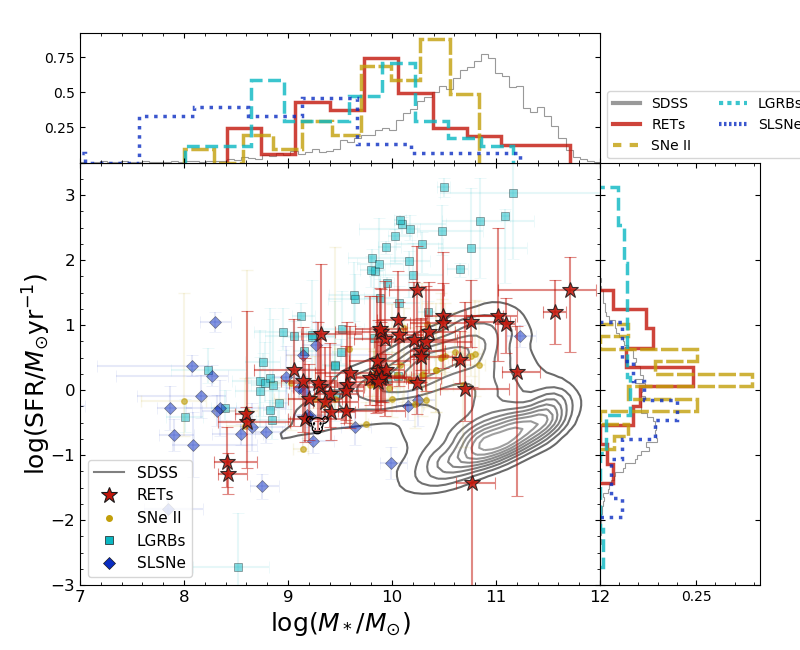 0.75
0.5
0.25
SDSS
RETs
SNe II
LGRBs
SLSNe
log(SFR/M⊙yr⁻¹)
3
2
1
0
−1
−2
−3
SDSS
RETs
SNe II
LGRBs
SLSNe
7 8 9 10 11 12
0.25
log(M*/M⊙)